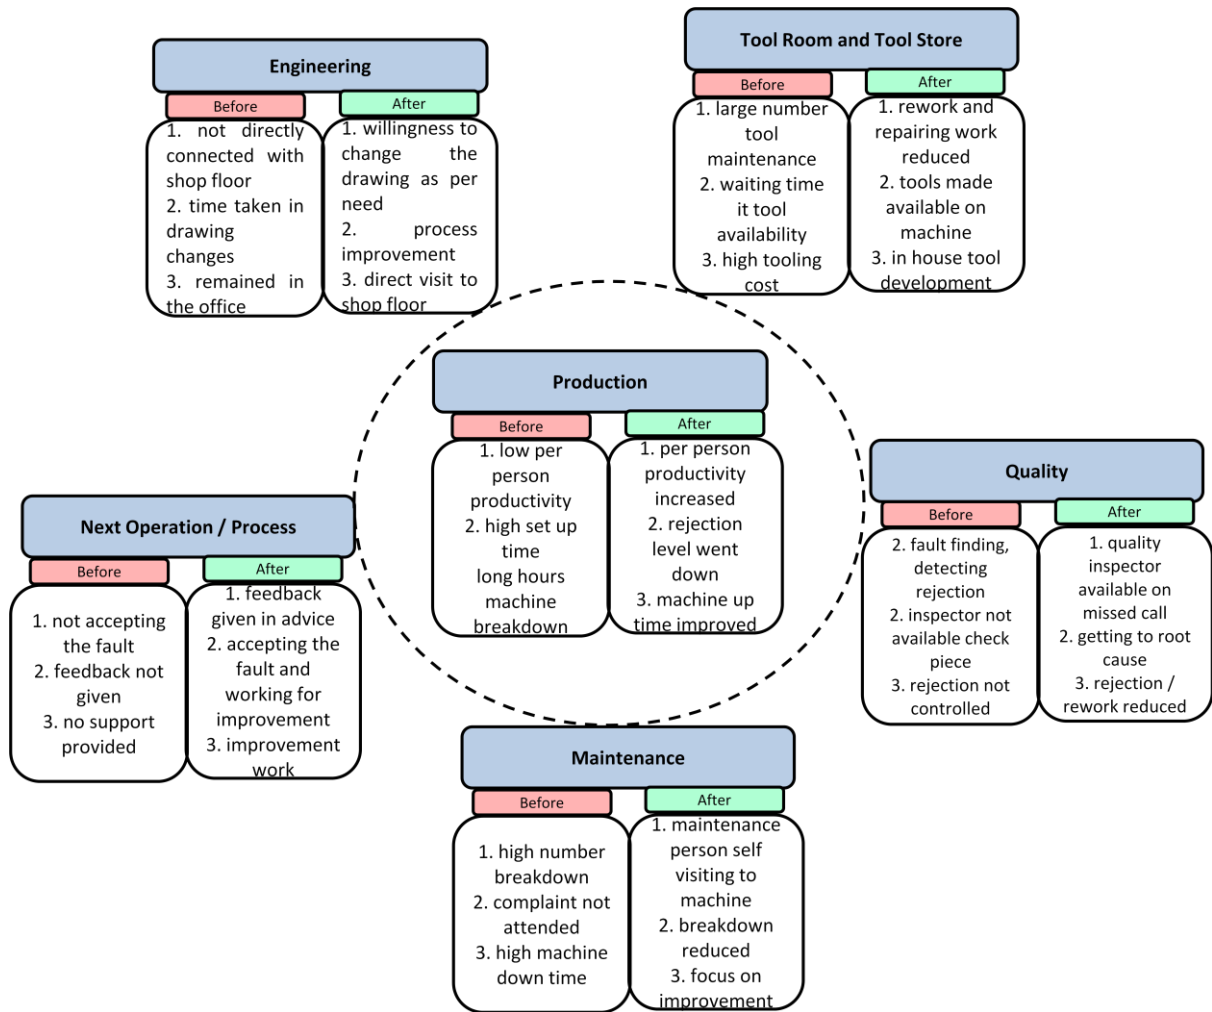 Engineering
Before
After
1. not directly
connected with
shop floor
2. time taken in
drawing
changes
3. remained in
the office
1. willingness to
change the
drawing as per
need
2. process
improvement
3. direct visit to
shop floor
Tool Room and Tool Store
Before
After
1. large number
tool
maintenance
2. waiting time
it tool
availability
3. high tooling
cost
1. rework and
repairing work
reduced
2. tools made
available on
machine
3. in house tool
development
Production
Before
After
1. low per
person
productivity
2. high set up
time
long hours
machine
breakdown
1. per person
productivity
increased
2. rejection
level went
down
3. machine up
time improved
Quality
Before
After
2. fault finding,
detecting
rejection
2. inspector not
available check
piece
3. rejection not
controlled
1. quality
inspector
available on
missed call
2. getting to root
cause
3. rejection /
rework reduced
Next Operation / Process
Before
After
1. not accepting
the fault
2. feedback not
given
3. no support
provided
1. feedback
given in advice
2. accepting the
fault and
working for
improvement
3. improvement
work
Maintenance
Before
After
1. high number
breakdown
2. complaint not
attended
3. high machine
down time
1. maintenance
person self
visiting to
machine
2. breakdown
reduced
3. focus on
improvement